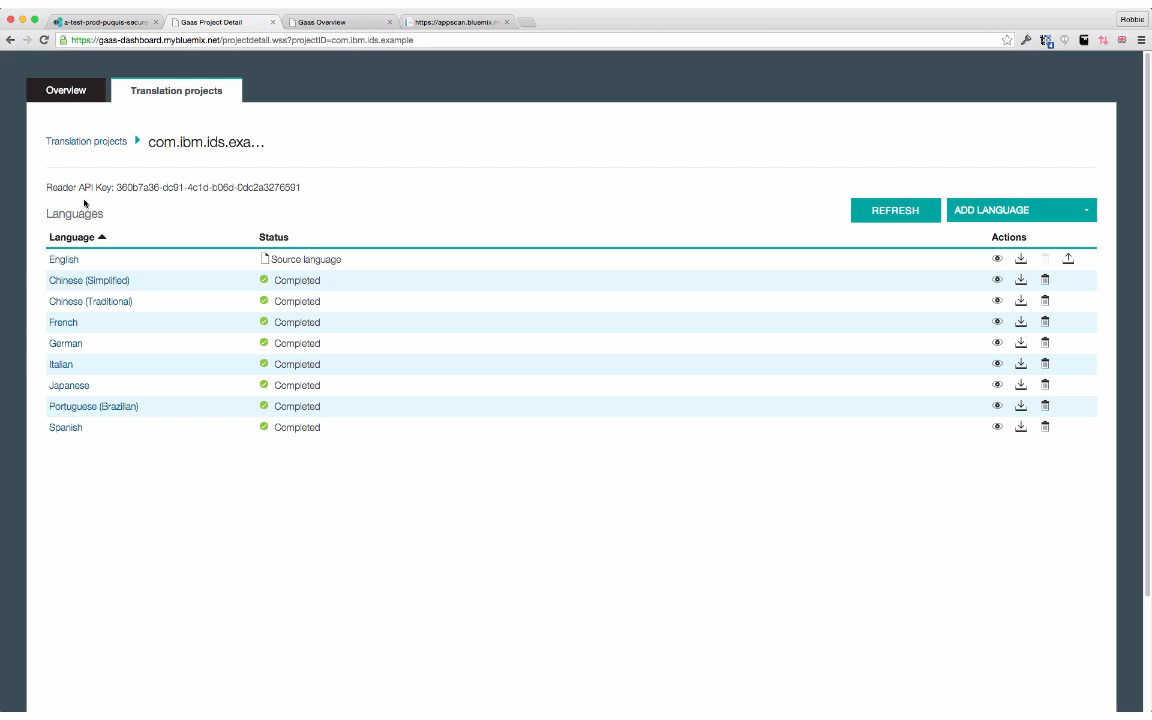 a-test-prod-puquis-secure
Gaas Project Detail
Gaas Overview
https://appscan.bluemix.n
Robbie
https://gaas-dashboard.mybluemix.net/projectdetail.wss?projectID=com.ibm.ids.example
Overview
Translation projects
Translation projects com.ibm.ids.exa...
Reader API Key: 360b7a36-dc91-4c1d-b06d-0dc2a3276591
Languages
REFRESH
ADD LANGUAGE
Language Status Actions
English Source language
Chinese (Simplified) Completed
Chinese (Traditional) Completed
French Completed
German Completed
Italian Completed
Japanese Completed
Portuguese (Brazilian) Completed
Spanish Completed